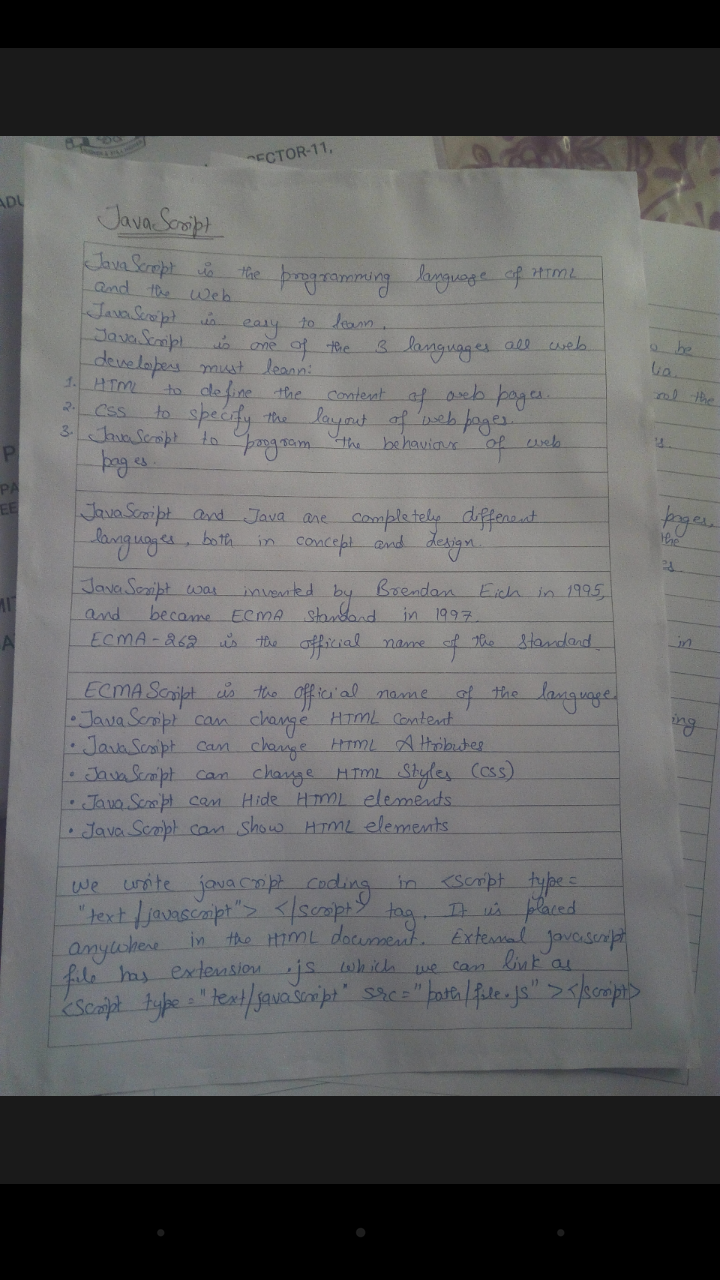 SECTOR-11,
JavaScript
JavaScript is the programming language of HTML
and the Web
JavaScript is easy to learn.
JavaScript is one of the 3 languages all web
developers must learn:
1. HTML to define the content of web pages.
2. CSS to specify the layout of web pages.
3. JavaScript to program the behaviour of web
pages.
JavaScript and Java are completely different
languages, both in concept and design.
JavaScript was invented by Brendan Eich in 1995,
and became ECMA standard in 1997.
ECMA-262 is the official name of the standard.
ECMAScript is the official name of the language.
• JavaScript can change HTML content
• JavaScript can change HTML Attributes
• JavaScript can change HTML Styles (CSS)
• JavaScript can Hide HTML elements
• JavaScript can show HTML elements
We write javacript coding in <script type=
"text/javascript"> </script> tag. It is placed
anywhere in the HTML document. External javascript
file has extension .js which we can link as
<script type="text/javascript" src="path/file.js"></script>
be
the
pages.
the
in